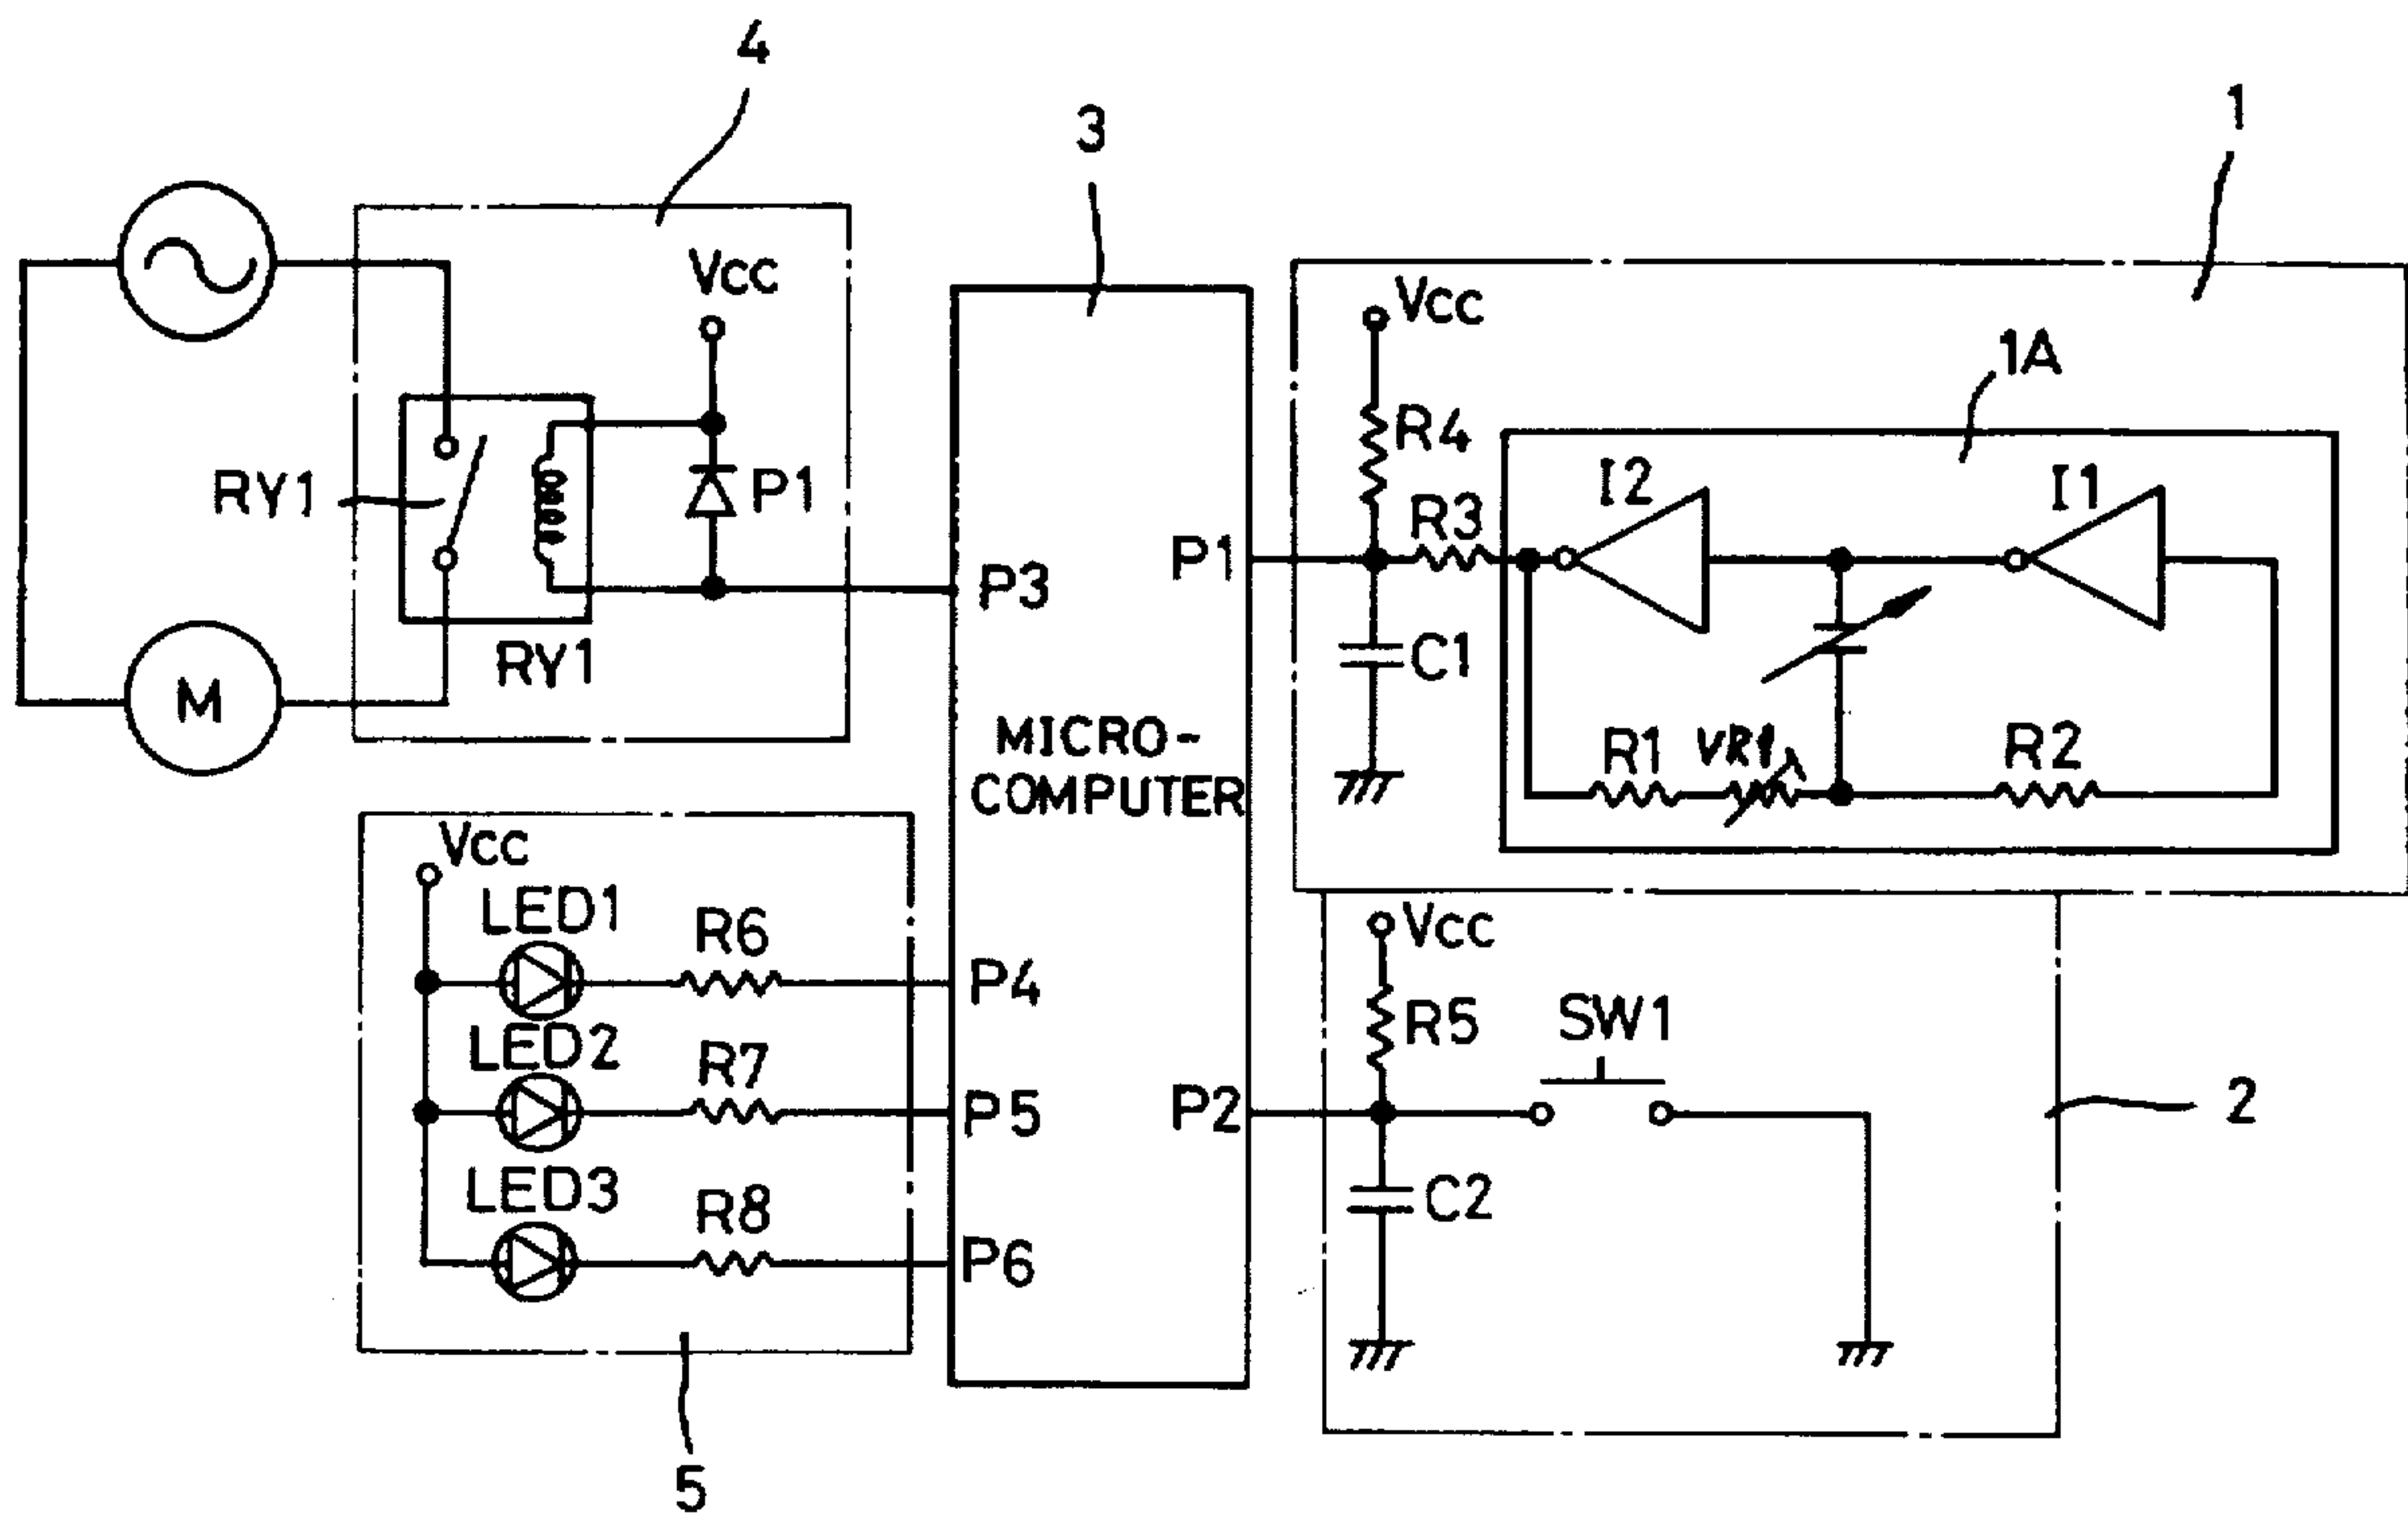 4
3
1
Vcc
Vcc
1A
R4
I2
I1
RY1
P1
R3
P1
P3
RY1
C1
M
MICRO-
COMPUTER
R1
VR1
R2
Vcc
LED1
R6
Vcc
P4
R5
SW1
LED2
R7
P5
P2
2
LED3
R8
C2
P6
5